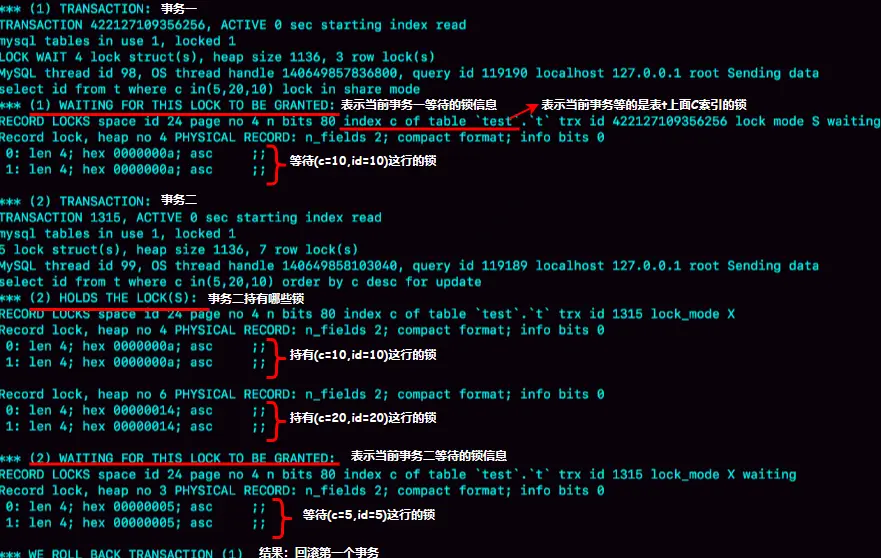 *** (1) TRANSACTION: 事务一
TRANSACTION 422127109356256, ACTIVE 0 sec starting index read
mysql tables in use 1, locked 1
LOCK WAIT 4 lock struct(s), heap size 1136, 3 row lock(s)
MySQL thread id 98, OS thread handle 140649857836800, query id 119190 localhost 127.0.0.1 root Sending data
select id from t where c in(5,20,10) lock in share mode
*** (1) WAITING FOR THIS LOCK TO BE GRANTED: 表示当前事务一等待的锁信息 表示当前事务等的是表t上面C索引的锁
RECORD LOCKS space id 24 page no 4 n bits 80 index c of table `test`.`t` trx id 422127109356256 lock mode S waiting
Record lock, heap no 4 PHYSICAL RECORD: n_fields 2; compact format; info bits 0
0: len 4; hex 0000000a; asc ;;
等待(c=10,id=10)这行的锁
1: len 4; hex 0000000a; asc ;;
*** (2) TRANSACTION: 事务二
TRANSACTION 1315, ACTIVE 0 sec starting index read
mysql tables in use 1, locked 1
5 lock struct(s), heap size 1136, 7 row lock(s)
MySQL thread id 99, OS thread handle 140649858103040, query id 119189 localhost 127.0.0.1 root Sending data
select id from t where c in(5,20,10) order by c desc for update
*** (2) HOLDS THE LOCK(S): 事务二持有哪些锁
RECORD LOCKS space id 24 page no 4 n bits 80 index c of table `test`.`t` trx id 1315 lock_mode X
Record lock, heap no 4 PHYSICAL RECORD: n_fields 2; compact format; info bits 0
0: len 4; hex 0000000a; asc ;;
持有(c=10,id=10)这行的锁
1: len 4; hex 0000000a; asc ;;
Record lock, heap no 6 PHYSICAL RECORD: n_fields 2; compact format; info bits 0
0: len 4; hex 00000014; asc ;;
持有(c=20,id=20)这行的锁
1: len 4; hex 00000014; asc ;;
*** (2) WAITING FOR THIS LOCK TO BE GRANTED: 表示当前事务二等待的锁信息
RECORD LOCKS space id 24 page no 4 n bits 80 index c of table `test`.`t` trx id 1315 lock_mode X waiting
Record lock, heap no 3 PHYSICAL RECORD: n_fields 2; compact format; info bits 0
0: len 4; hex 00000005; asc ;;
等待(c=5,id=5)这行的锁
1: len 4; hex 00000005; asc ;;
*** WE ROLL BACK TRANSACTION (1) 结果：回滚第一个事务